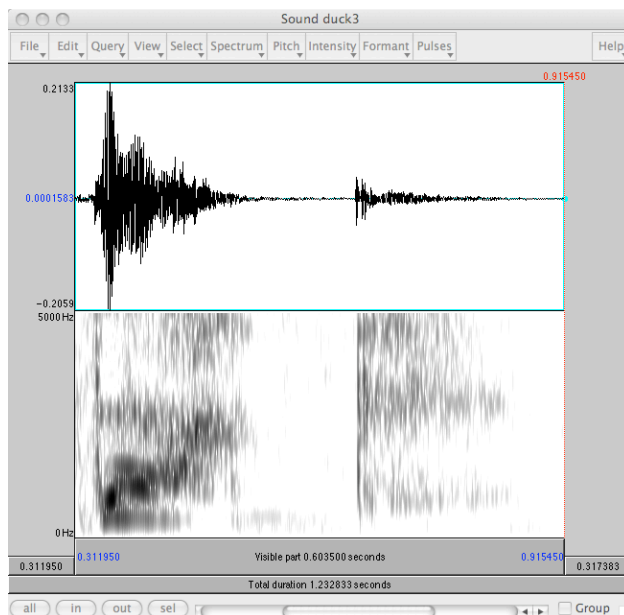 Sound duck3
File Edit Query View Select Spectrum Pitch Intensity Formant Pulses Help
0.915450
0.2133
0.0001583
-0.2059
5000 Hz
0 Hz
0.311950 Visible part 0.603500 seconds 0.915450
0.311950 0.317383
Total duration 1.232833 seconds
all in out sel Group